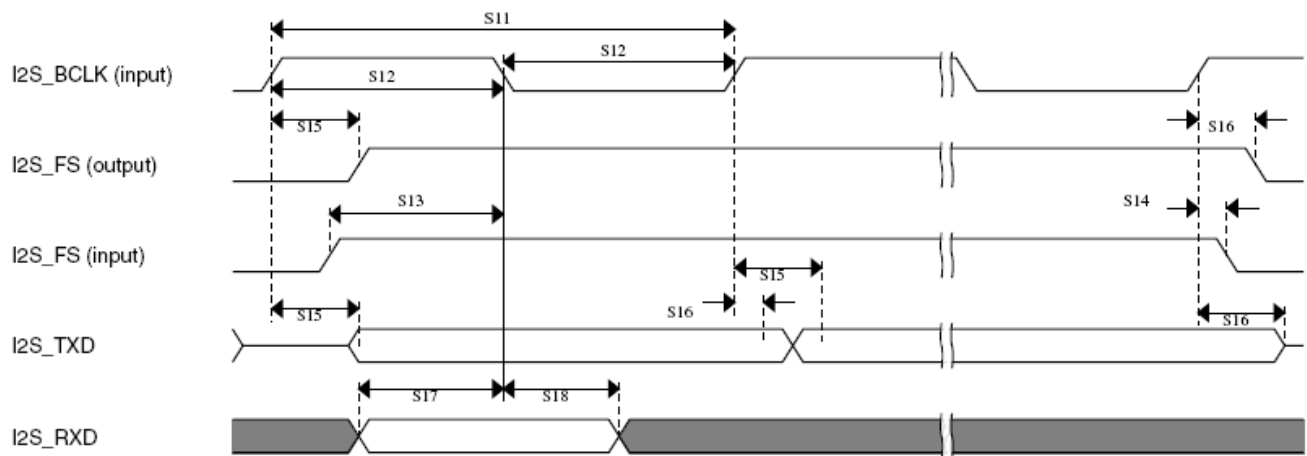 S11
I2S_BCLK (input)
S12
S12
S15
S16
I2S_FS (output)
S13
S14
I2S_FS (input)
S15
S15
S16
S16
I2S_TXD
S17
S18
I2S_RXD